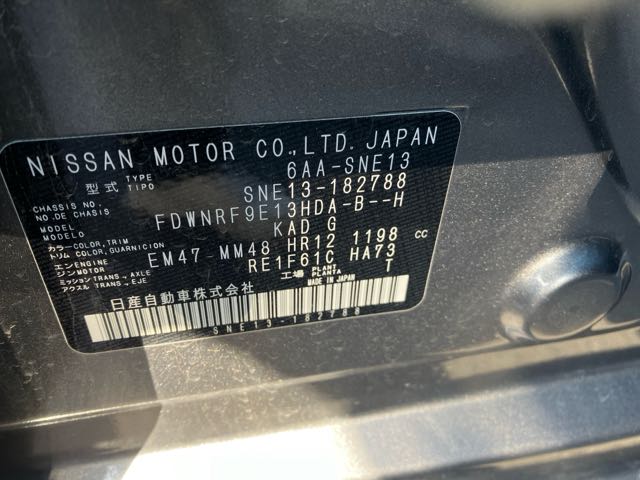 NISSAN MOTOR CO.,LTD. JAPAN
型式 TYPE TIPO 6AA-SNE13
CHASSIS NO. NO DE CHASIS SNE13-182788
MODEL MODELO FDWNRF9E13HDA-B--H
カラー COLOR, TRIM トリム COLOR, GUARNICION KAD G
エンジン ENGINE ジン MOTOR EM47 MM48 HR12 1198 cc
ミッション TRANS., AXLE アクスル TRANS., EJE RE1F61C HA73
工場 PLANT PLANTA T
日産自動車株式会社 MADE IN JAPAN
SNE13-182788